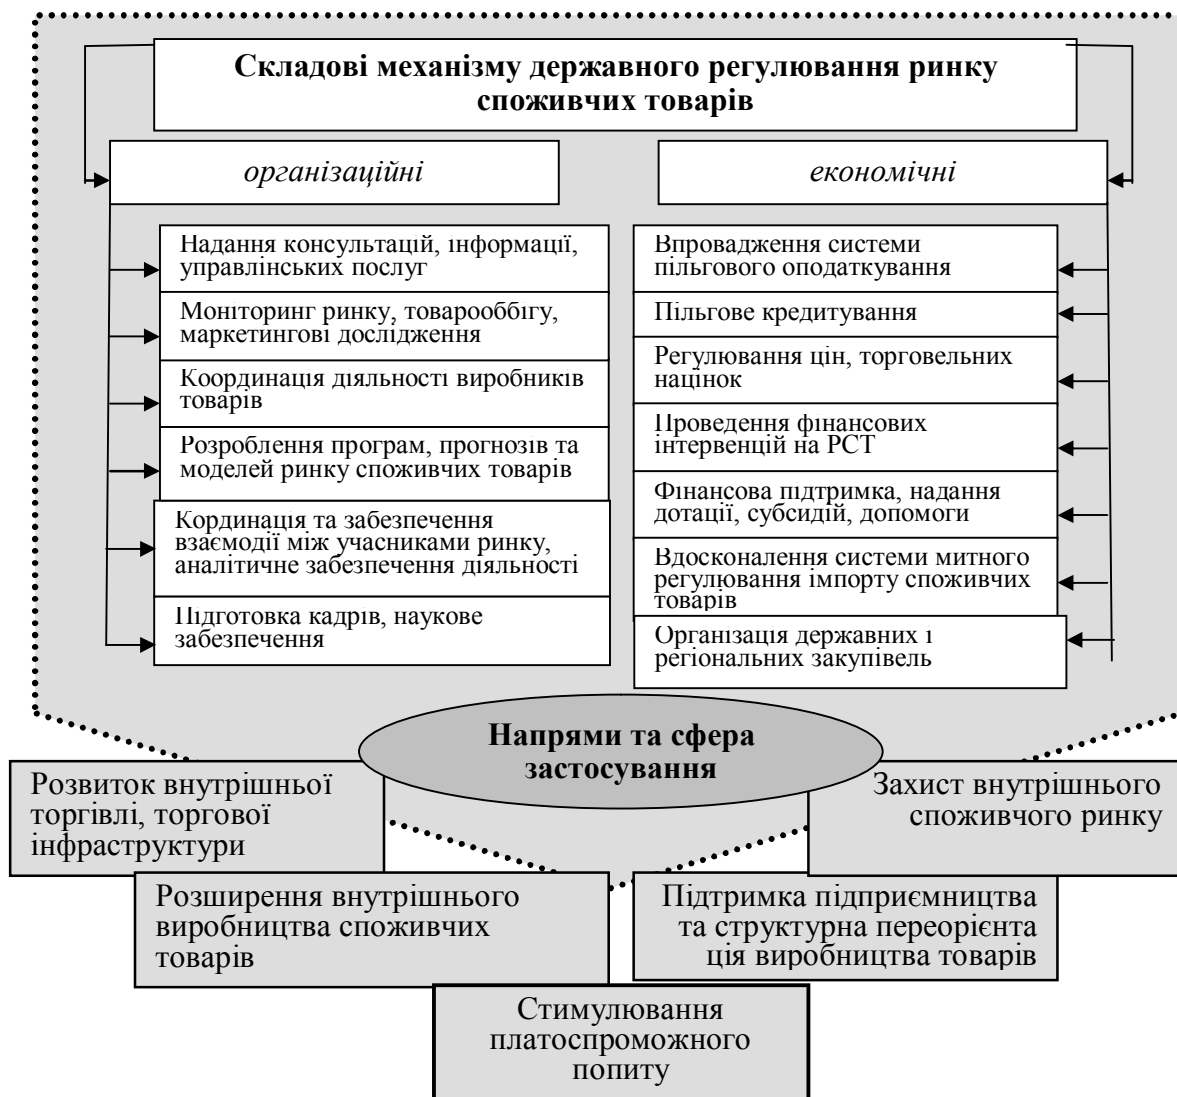 Складові механізму державного регулювання ринку
споживчих товарів
організаційні
економічні
Надання консультацій, інформації,
управлінських послуг
Моніторинг ринку, товарооббігу,
маркетингові дослідження
Координація діяльності виробників
товарів
Розроблення програм, прогнозів та
моделей ринку споживчих товарів
Кординація та забезпечення
взаємодії між учасниками ринку,
аналітичне забезпечення діяльності
Підготовка кадрів, наукове
забезпечення
Впровадження системи
пільгового оподаткування
Пільгове кредитування
Регулювання цін, торговельних
націнок
Проведення фінансових
інтервенцій на РСТ
Фінансова підтримка, надання
дотації, субсидій, допомоги
Вдосконалення системи митного
регулювання імпорту споживчих
товарів
Організація державних і
регіональних закупівель
Напрями та сфера
застосування
Розвиток внутрішньої
торгівлі, торгової
інфраструктури
Захист внутрішнього
споживчого ринку
Розширення внутрішнього
виробництва споживчих
товарів
Підтримка підприємництва
та структурна переорієнта
ція виробництва товарів
Стимулювання
платоспроможного
попиту